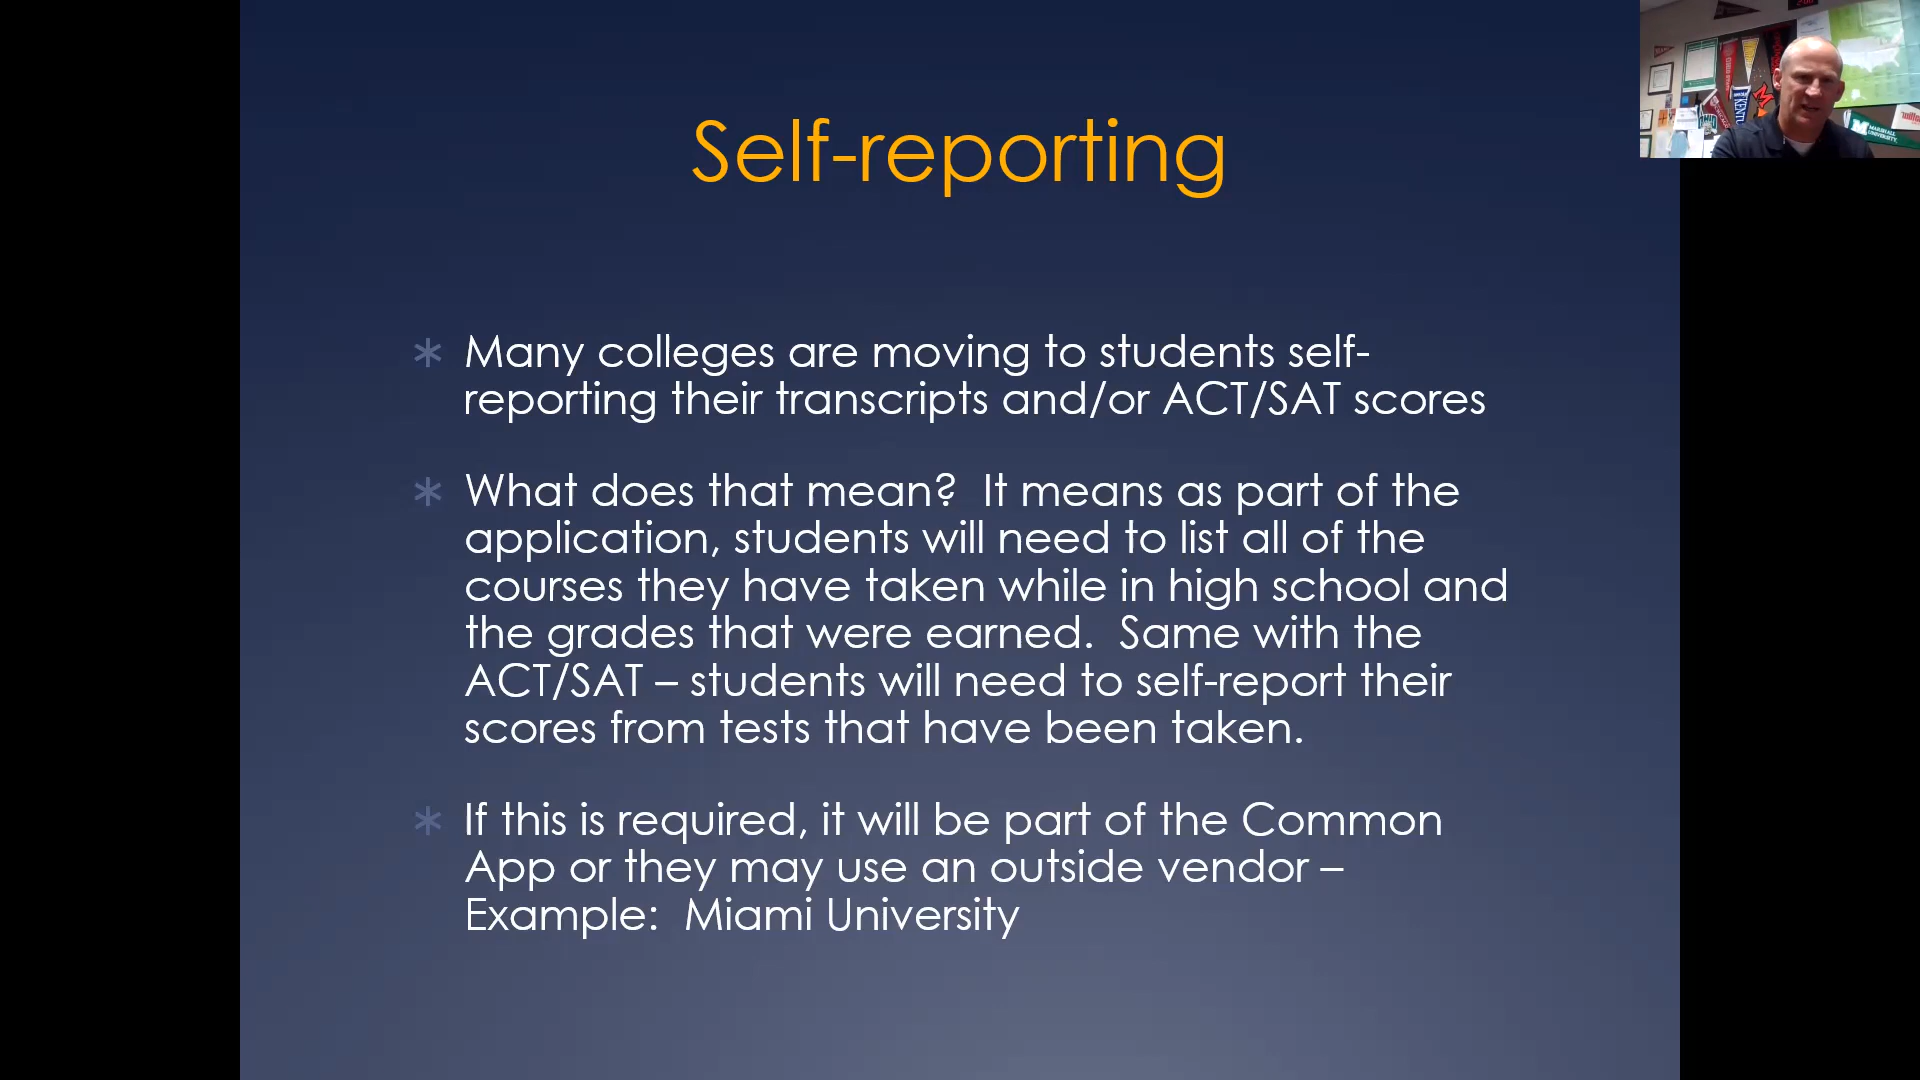 Self-reporting
Many colleges are moving to students self-
reporting their transcripts and/or ACT/SAT scores
What does that mean?  It means as part of the
application, students will need to list all of the
courses they have taken while in high school and
the grades that were earned.  Same with the
ACT/SAT – students will need to self-report their
scores from tests that have been taken.
If this is required, it will be part of the Common
App or they may use an outside vendor –
Example:  Miami University
MARSHALL
UNIVERSITY